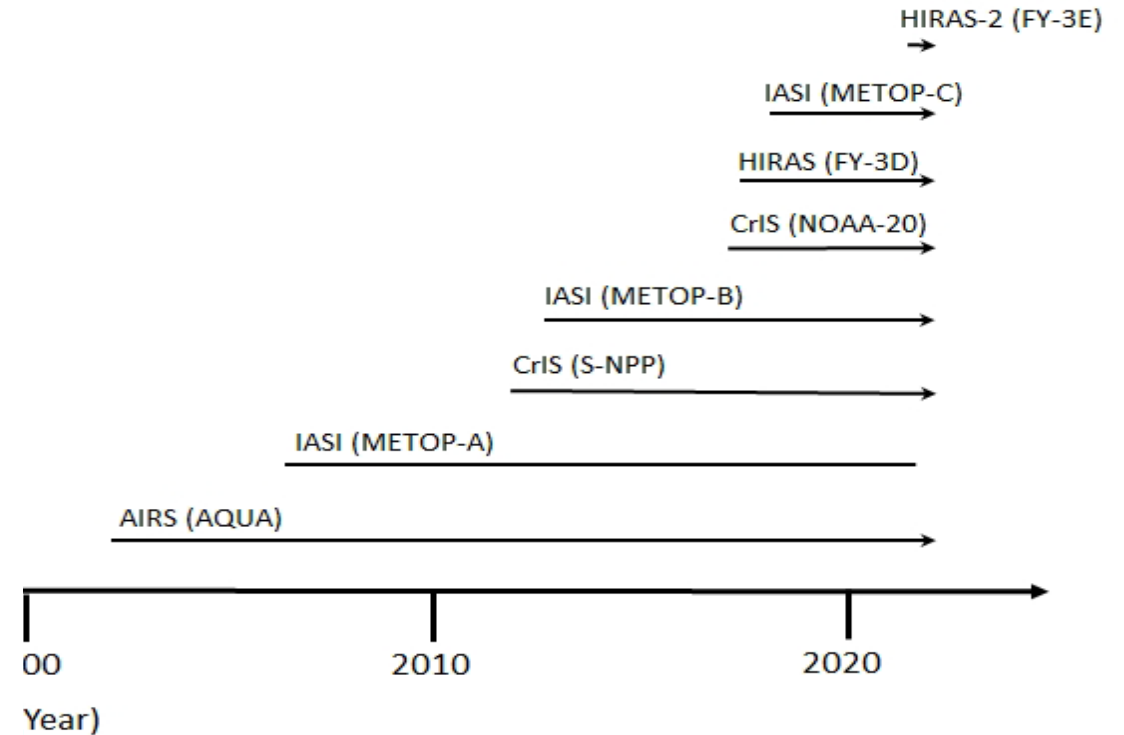 HIRAS-2 (FY-3E)
IASI (METOP-C)
HIRAS (FY-3D)
CrIS (NOAA-20)
IASI (METOP-B)
CrIS (S-NPP)
IASI (METOP-A)
AIRS (AQUA)
00 2010 2020
Year)